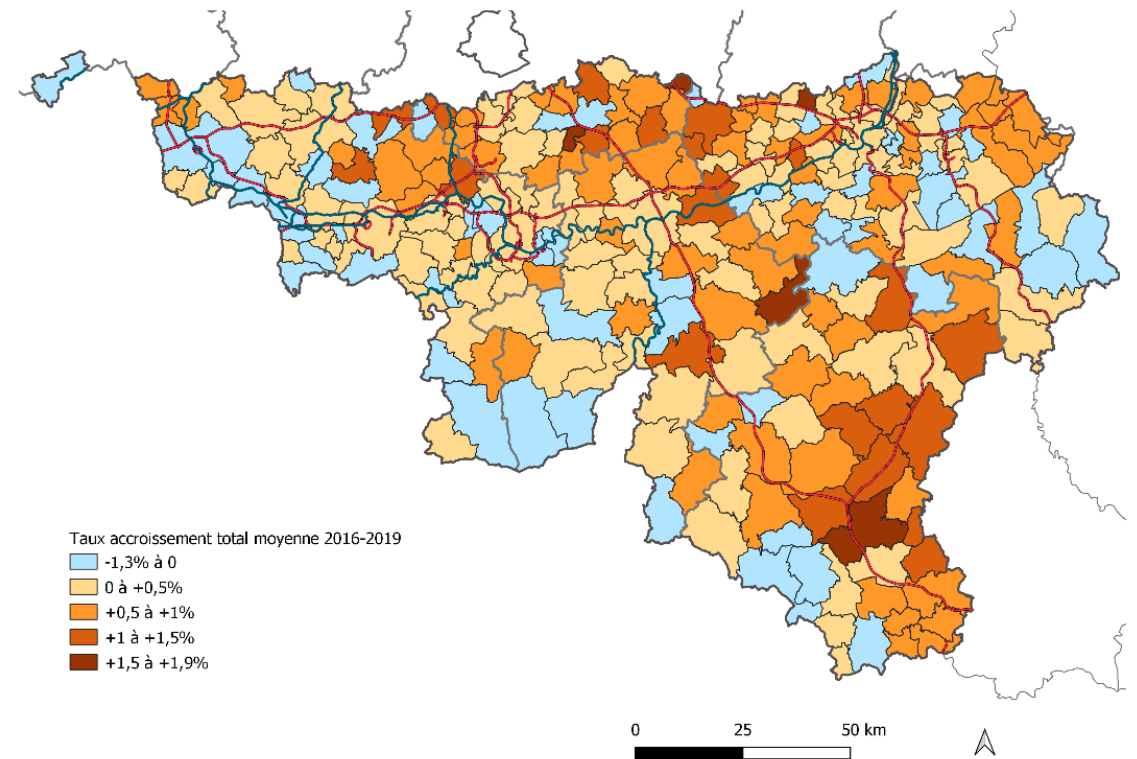 Taux accroissement total moyenne 2016-2019
-1,3% à 0
0 à +0,5%
+0,5 à +1%
+1 à +1,5%
+1,5 à +1,9%
0 25 50 km